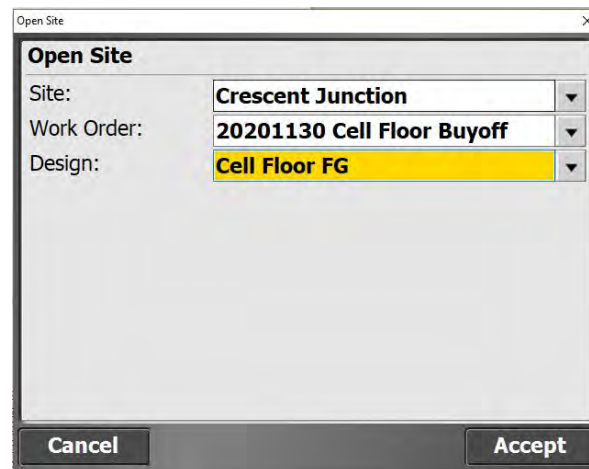 Open Site
Open Site
Site: Crescent Junction
Work Order: 20201130 Cell Floor Buyoff
Design: Cell Floor FG
Cancel Accept